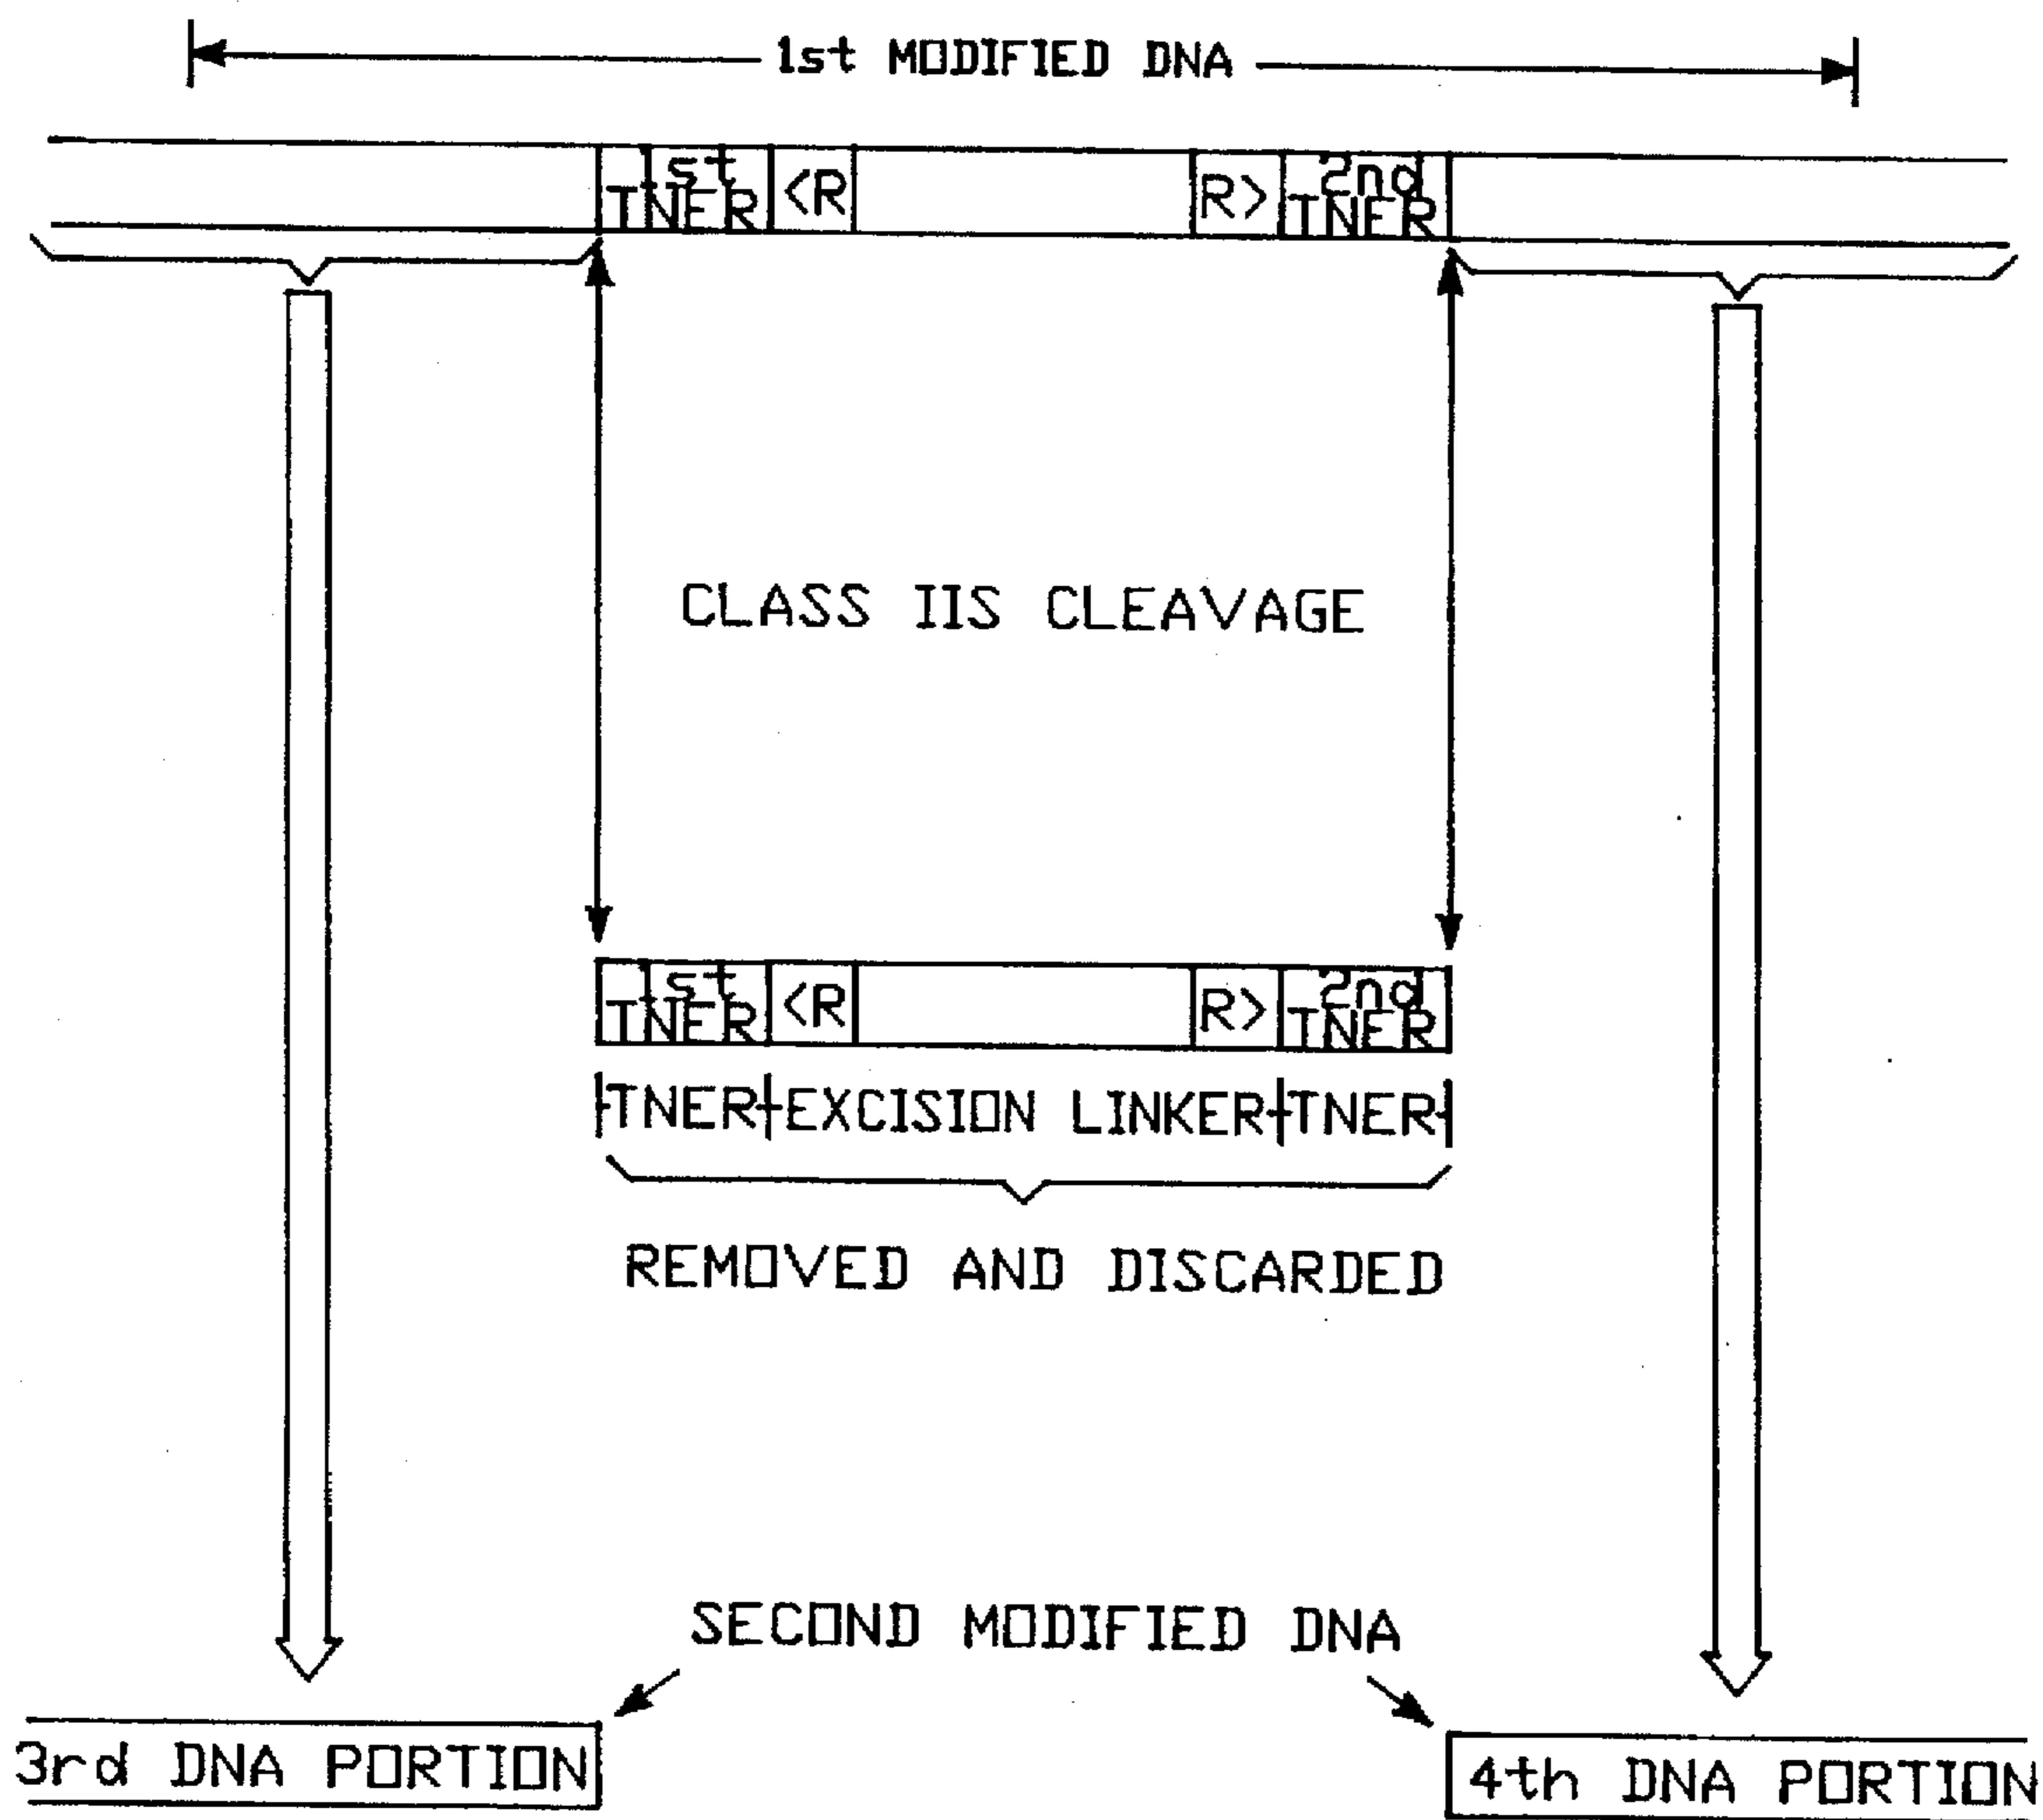 1st MODIFIED DNA
1st TNER <R R> 2nd TNER
CLASS IIS CLEAVAGE
1st TNER <R R> 2nd TNER
TNER EXCISION LINKER TNER
REMOVED AND DISCARDED
SECOND MODIFIED DNA
3rd DNA PORTION 4th DNA PORTION